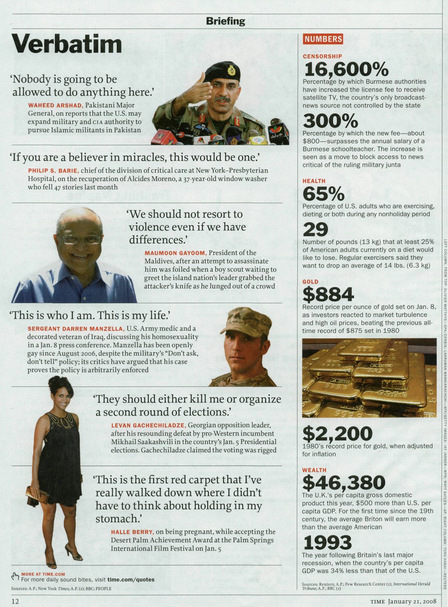 Briefing
Verbatim
'Nobody is going to be
allowed to do anything here.'
WAHEED ARSHAD, Pakistani Major
General, on reports that the U.S. may
expand military and CIA authority to
pursue Islamic militants in Pakistan
'If you are a believer in miracles, this would be one.'
PHILIP S. BARIE, chief of the division of critical care at New York–Presbyterian
Hospital, on the recuperation of Alcides Moreno, a 37-year-old window washer
who fell 47 stories last month
'We should not resort to
violence even if we have
differences.'
MAUMOON GAYOOM, President of the
Maldives, after an attempt to assassinate
him was foiled when a boy scout waiting to
greet the island nation's leader grabbed the
attacker's knife as he lunged out of a crowd
'This is who I am. This is my life.'
SERGEANT DARREN MANZELLA, U.S. Army medic and a
decorated veteran of Iraq, discussing his homosexuality
in a Jan. 8 press conference. Manzella has been openly
gay since August 2006, despite the military's "Don't ask,
don't tell" policy; its critics have argued that his case
proves the policy is arbitrarily enforced
'They should either kill me or organize
a second round of elections.'
LEVAN GACHECHILADZE, Georgian opposition leader,
after his resounding defeat by pro-Western incumbent
Mikhail Saakashvili in the country's Jan. 5 Presidential
elections. Gachechiladze claimed the voting was rigged
'This is the first red carpet that I've
really walked down where I didn't
have to think about holding in my
stomach.'
HALLE BERRY, on being pregnant, while accepting the
Desert Palm Achievement Award at the Palm Springs
International Film Festival on Jan. 5
MORE AT TIME.COM
For more daily sound bites, visit time.com/quotes
Sources: A.P.; New York Times; A.P. (2); BBC; PEOPLE
NUMBERS
CENSORSHIP
16,600%
Percentage by which Burmese authorities
have increased the license fee to receive
satellite TV, the country's only broadcast-
news source not controlled by the state
300%
Percentage by which the new fee—about
$800—surpasses the annual salary of a
Burmese schoolteacher. The increase is
seen as a move to block access to news
critical of the ruling military junta
HEALTH
65%
Percentage of U.S. adults who are exercising,
dieting or both during any nonholiday period
29
Number of pounds (13 kg) that at least 25%
of American adults currently on a diet would
like to lose. Regular exercisers said they
want to drop an average of 14 lbs. (6.3 kg)
GOLD
$884
Record price per ounce of gold set on Jan. 8,
as investors reacted to market turbulence
and high oil prices, beating the previous all-
time record of $875 set in 1980
$2,200
1980's record price for gold, when adjusted
for inflation
WEALTH
$46,380
The U.K.'s per capita gross domestic
product this year, $500 more than U.S. per
capita GDP. For the first time since the 19th
century, the average Briton will earn more
than the average American
1993
The year following Britain's last major
recession, when the country's per capita
GDP was 34% less than that of the U.S.
Sources: Reuters; A.P.; Pew Research Center (2); International Herald
Tribune; A.P.; BBC (2)
12
TIME January 21, 2008